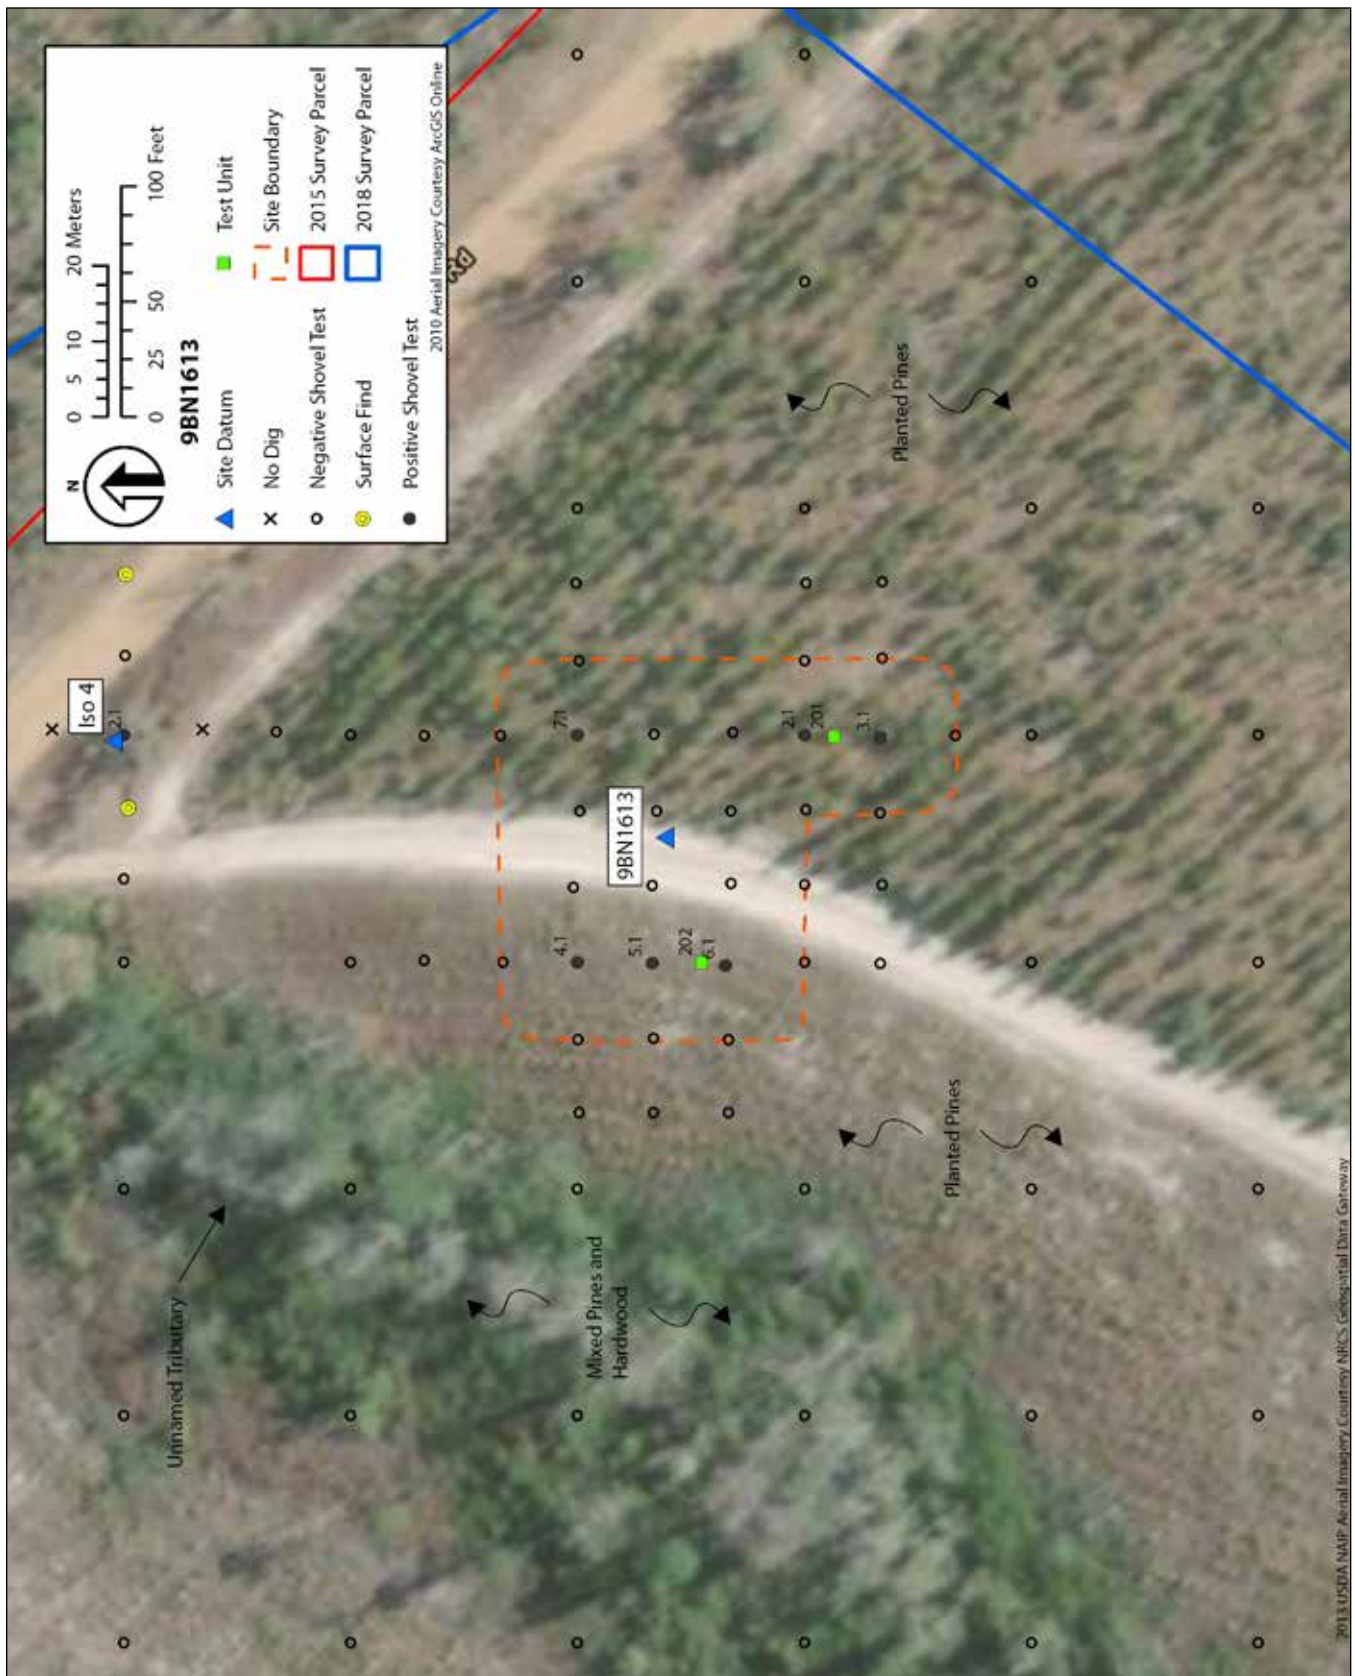 N
0 5 10 20 Meters
0 25 50 100 Feet
9BN1613
Site Datum
Test Unit
No Dig
Site Boundary
Negative Shovel Test
2015 Survey Parcel
Surface Find
2018 Survey Parcel
Positive Shovel Test
2010 Aerial Imagery Courtesy ArcGIS Online
Rd
Iso 4
2.1
Unnamed Tributary
7.1
9BN1613
4.1
5.1
202
6.1
2.1
201
3.1
Mixed Pines and
Hardwood
Planted Pines
Planted Pines
2013 USDA NAIP Aerial Imagery Courtesy NRCS Geospatial Data Gateway